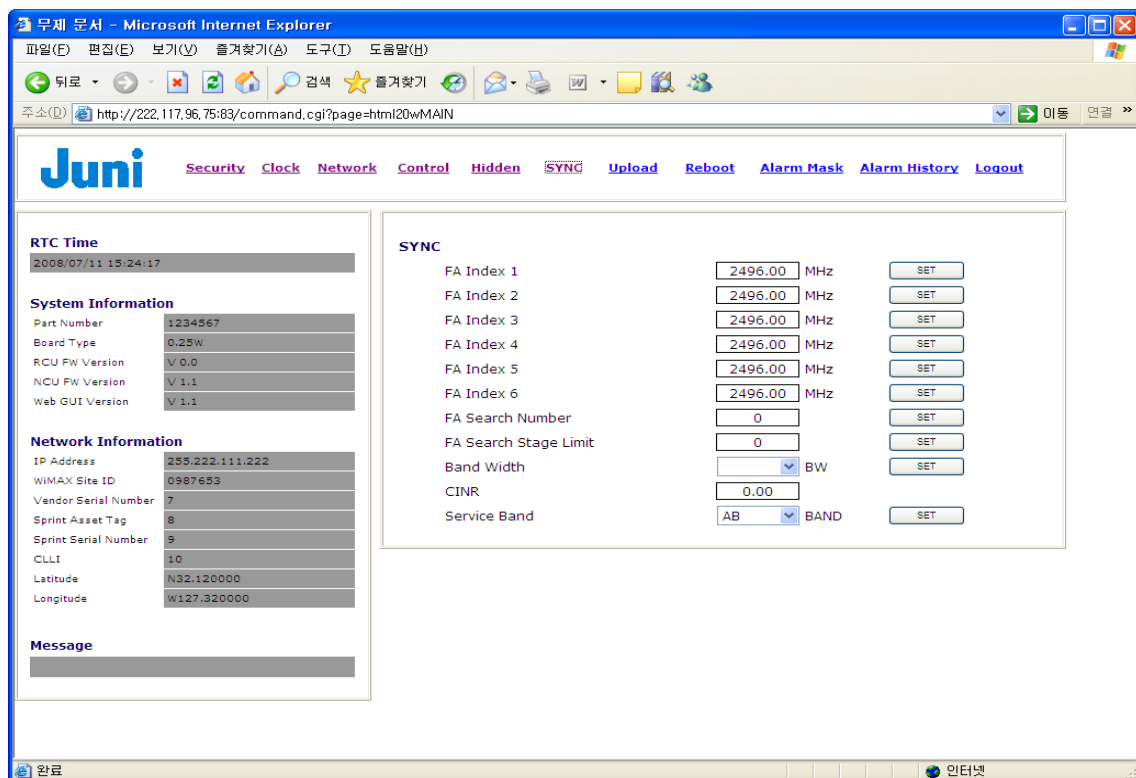 무제 문서 - Microsoft Internet Explorer
파일(F) 편집(E) 보기(V) 즐겨찾기(A) 도구(T) 도움말(H)
뒤로 검색 즐겨찾기
주소(D) http://222.117.96.75:83/command.cgi?page=html20wMAIN 이동 연결 »
Juni Security Clock Network Control Hidden SYNC Upload Reboot Alarm Mask Alarm History Logout
RTC Time
2008/07/11 15:24:17
System Information
Part Number 1234567
Board Type 0.25W
RCU FW Version V 0.0
NCU FW Version V 1.1
Web GUI Version V 1.1
Network Information
IP Address 255.222.111.222
WiMAX Site ID 0987653
Vendor Serial Number 7
Sprint Asset Tag 8
Sprint Serial Number 9
CLLI 10
Latitude N32.120000
Longitude W127.320000
Message
SYNC
FA Index 1 2496.00 MHz SET
FA Index 2 2496.00 MHz SET
FA Index 3 2496.00 MHz SET
FA Index 4 2496.00 MHz SET
FA Index 5 2496.00 MHz SET
FA Index 6 2496.00 MHz SET
FA Search Number 0 SET
FA Search Stage Limit 0 SET
Band Width BW SET
CINR 0.00
Service Band AB BAND SET
완료 인터넷